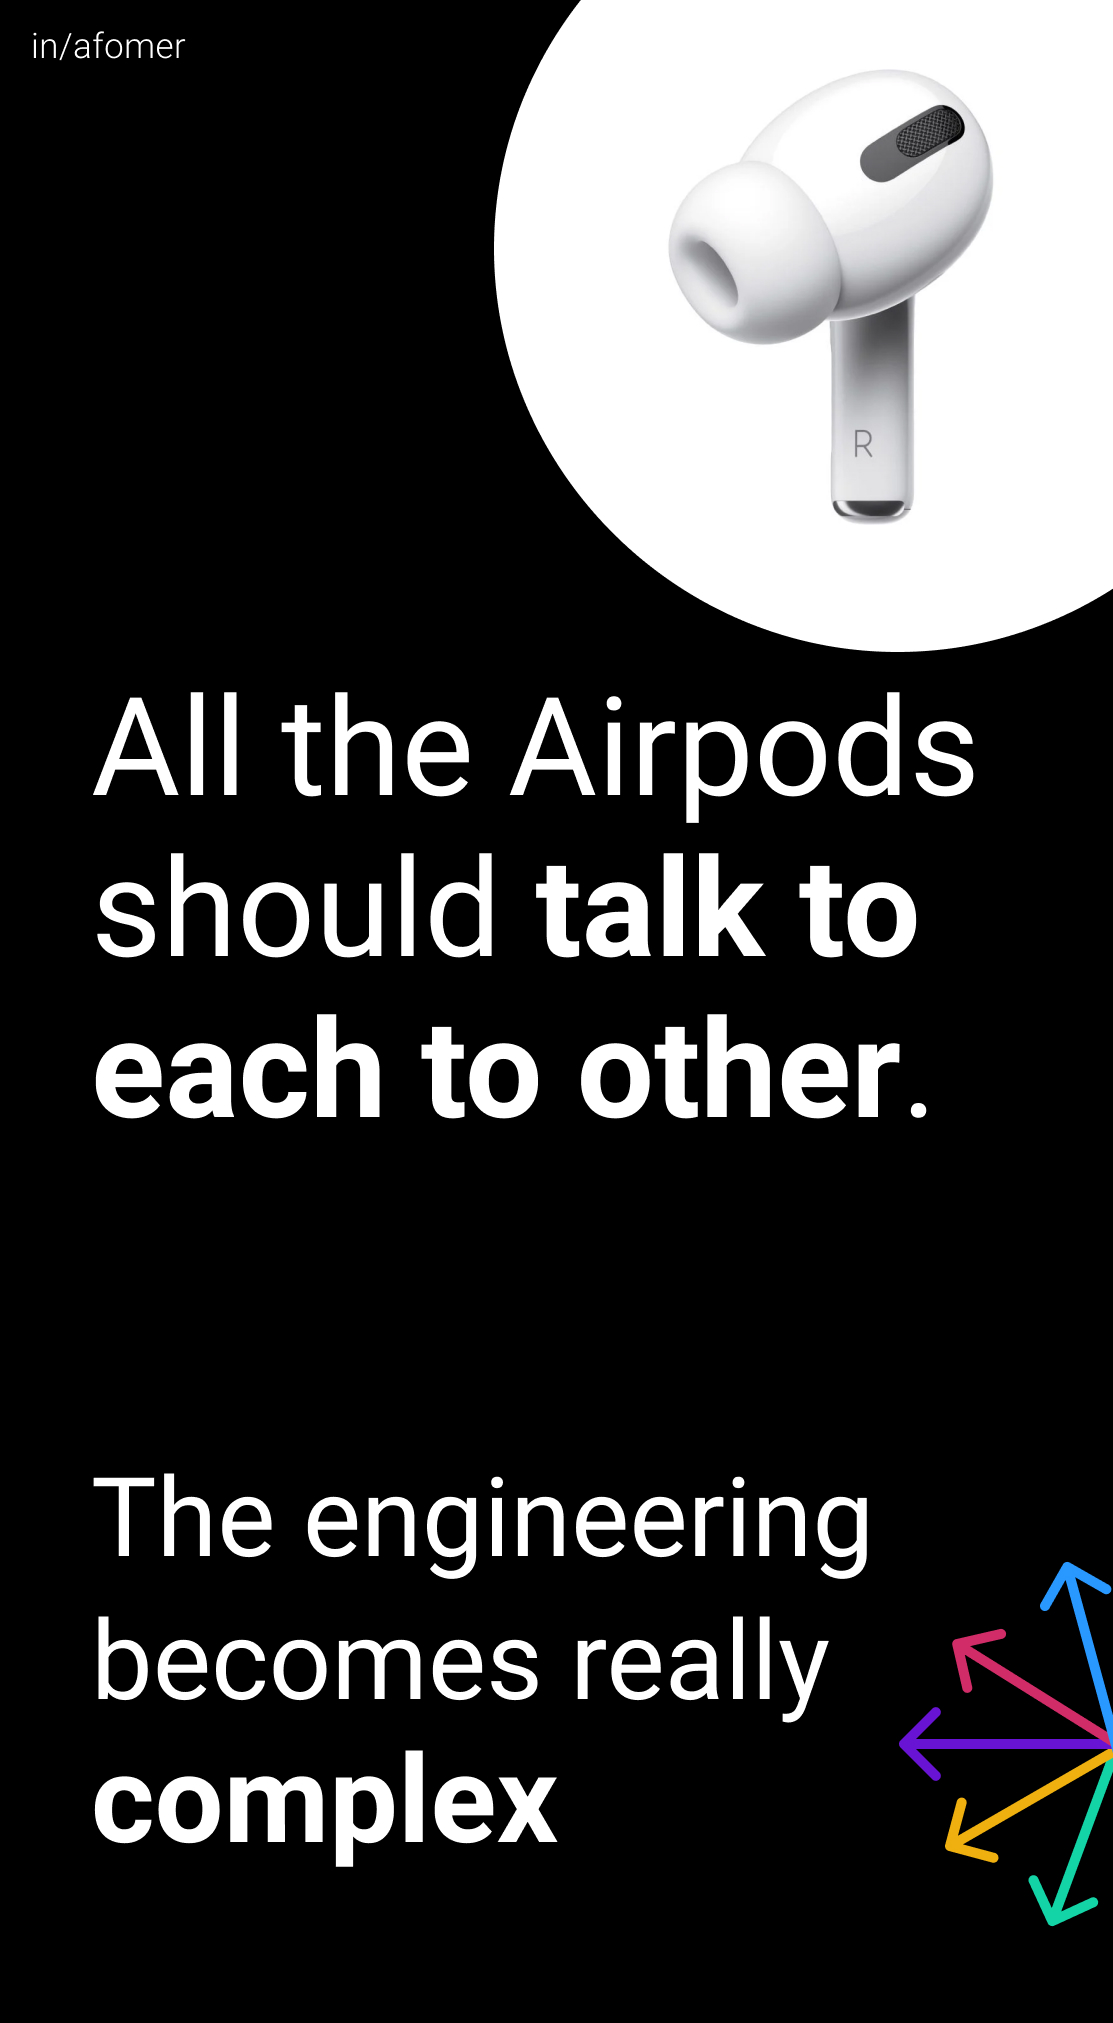 in/afomer
R
All the Airpods
should talk to
each to other.
The engineering
becomes really
complex